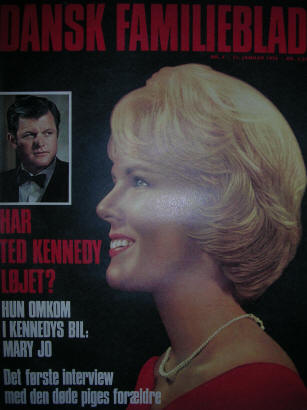 DANSK FAMILIEBLAD
HAR
TED KENNEDY
LØJET?
HUN OMKOM
I KENNEDYS BIL:
MARY JO
Det første interview
med den døde piges forældre